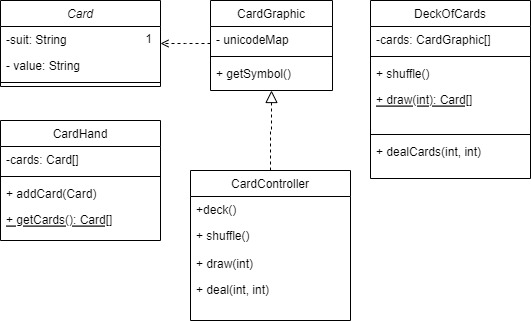 Card
-suit: String
1
- value: String
CardGraphic
- unicodeMap
+ getSymbol()
DeckOfCards
-cards: CardGraphic[]
+ shuffle()
+ draw(int): Card[]
+ dealCards(int, int)
CardHand
-cards: Card[]
+ addCard(Card)
+ getCards(): Card[]
CardController
+deck()
+ shuffle()
+ draw(int)
+ deal(int, int)